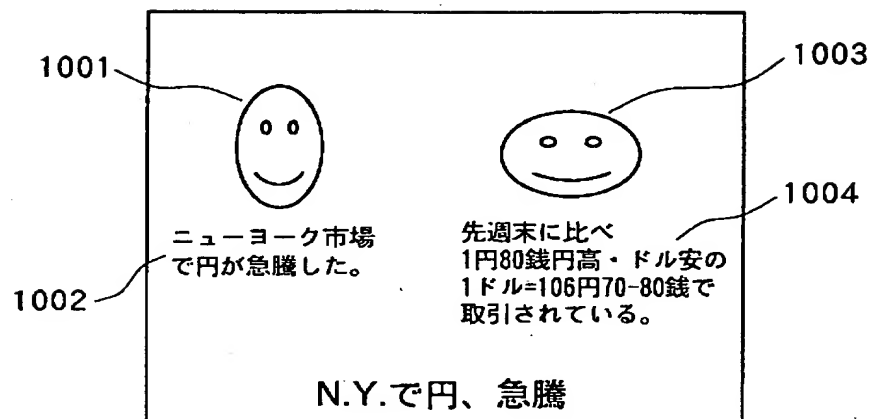 1001
1003
1004
ニューヨーク市場
で円が急騰した。
1002
先週末に比べ
1円80銭円高・ドル安の
1ドル=106円70-80銭で
取引されている。
N.Y.で円、急騰